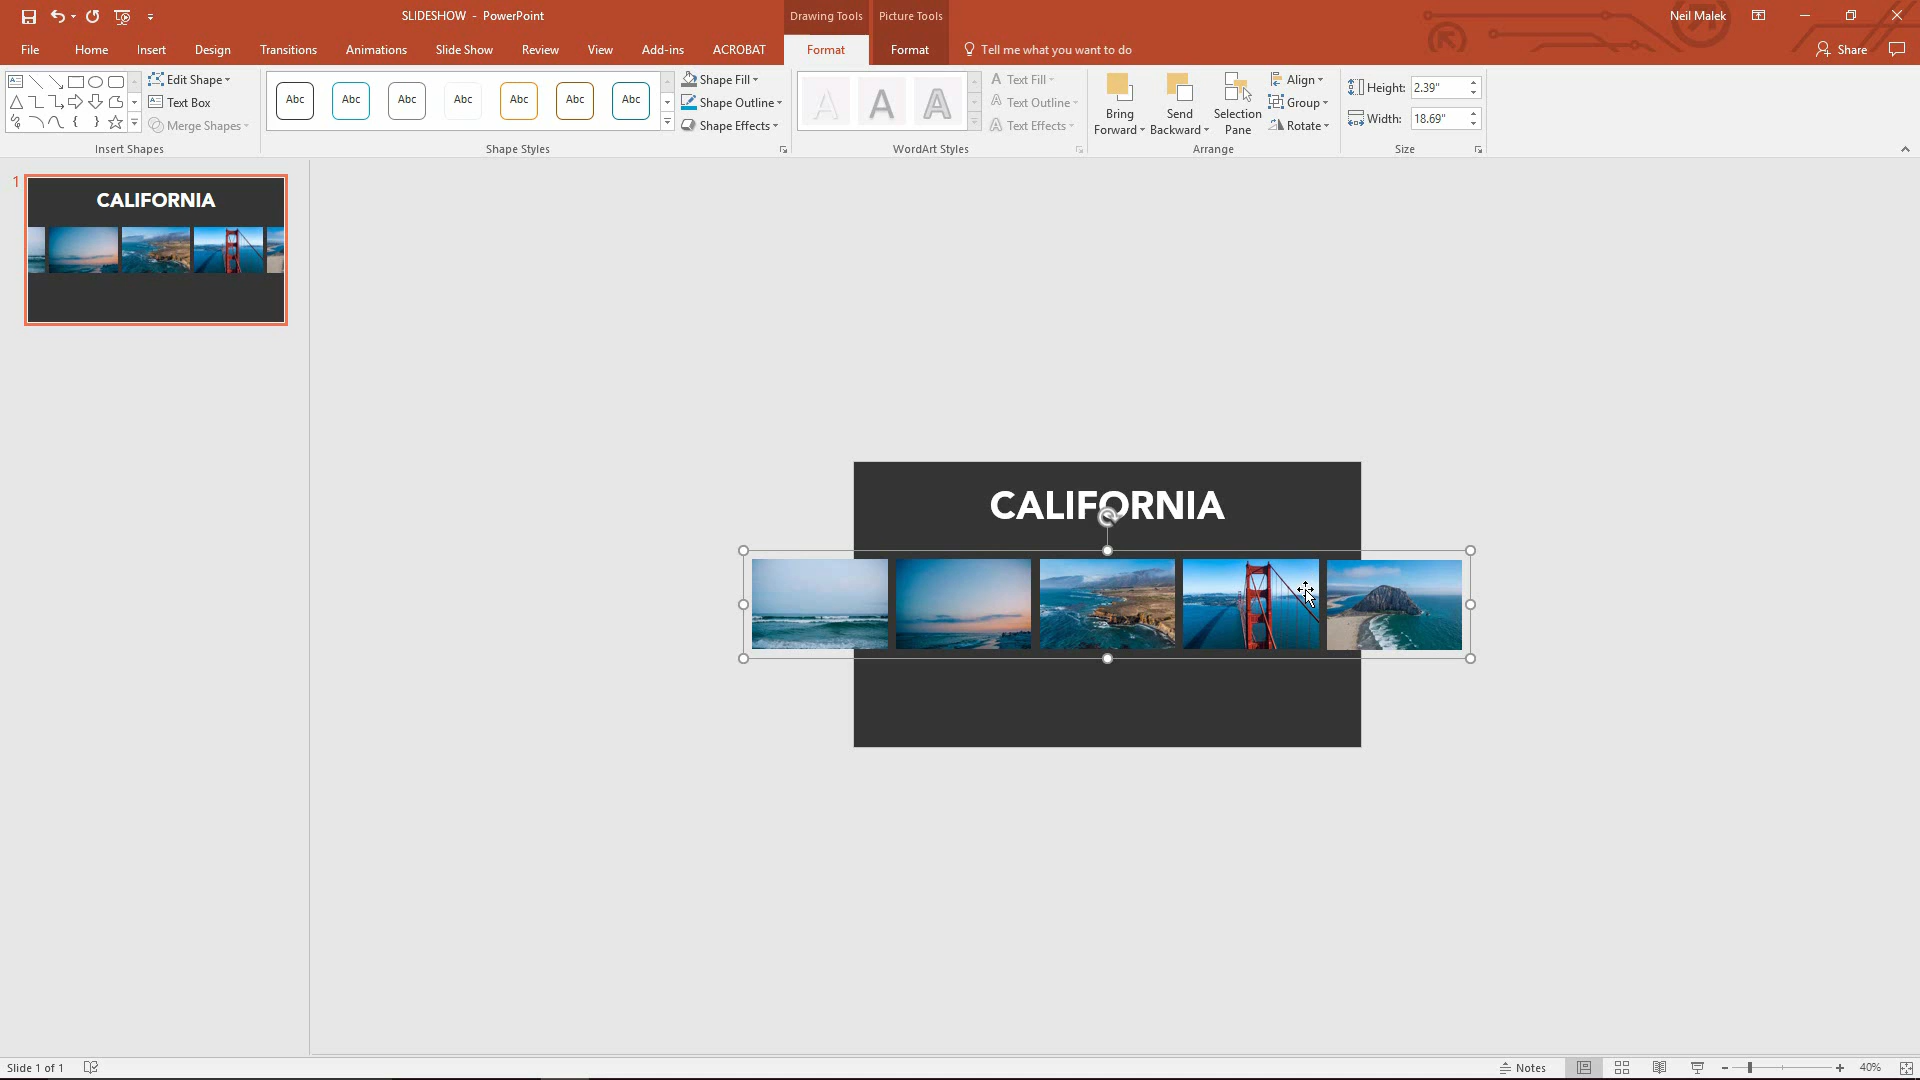 SLIDESHOW - PowerPoint
Drawing Tools Picture Tools
Neil Malek
File Home Insert Design Transitions Animations Slide Show Review View Add-ins ACROBAT Format Format Tell me what you want to do Share
Edit Shape
Text Box
Merge Shapes
Insert Shapes
Abc Abc Abc Abc Abc Abc Abc
Shape Fill
Shape Outline
Shape Effects
Shape Styles
A A A
A Text Fill
A Text Outline
A Text Effects
WordArt Styles
Bring Forward
Send Backward
Selection Pane
Align
Group
Rotate
Arrange
Height: 2.39"
Width: 18.69"
Size
1
CALIFORNIA
CALIFORNIA
Slide 1 of 1
Notes
40%